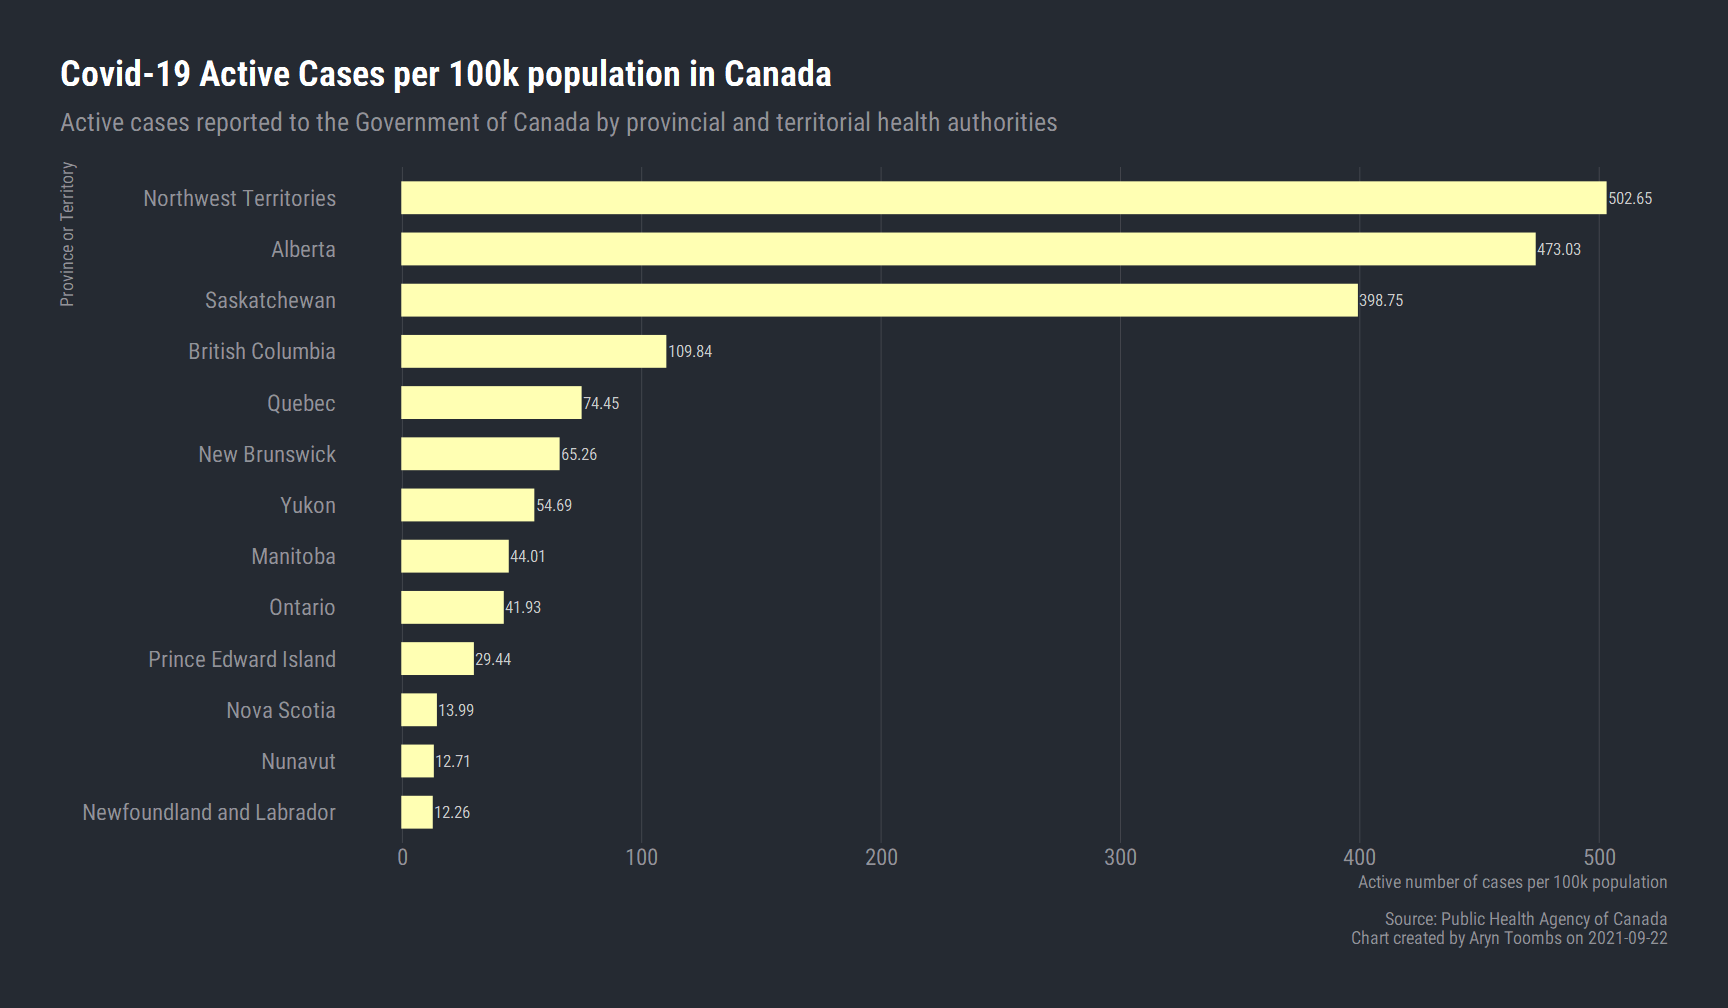 Covid-19 Active Cases per 100k population in Canada
Active cases reported to the Government of Canada by provincial and territorial health authorities
Province or Territory
Northwest Territories 502.65
Alberta 473.03
Saskatchewan 398.75
British Columbia 109.84
Quebec 74.45
New Brunswick 65.26
Yukon 54.69
Manitoba 44.01
Ontario 41.93
Prince Edward Island 29.44
Nova Scotia 13.99
Nunavut 12.71
Newfoundland and Labrador 12.26
0 100 200 300 400 500
Active number of cases per 100k population
Source: Public Health Agency of Canada
Chart created by Aryn Toombs on 2021-09-22